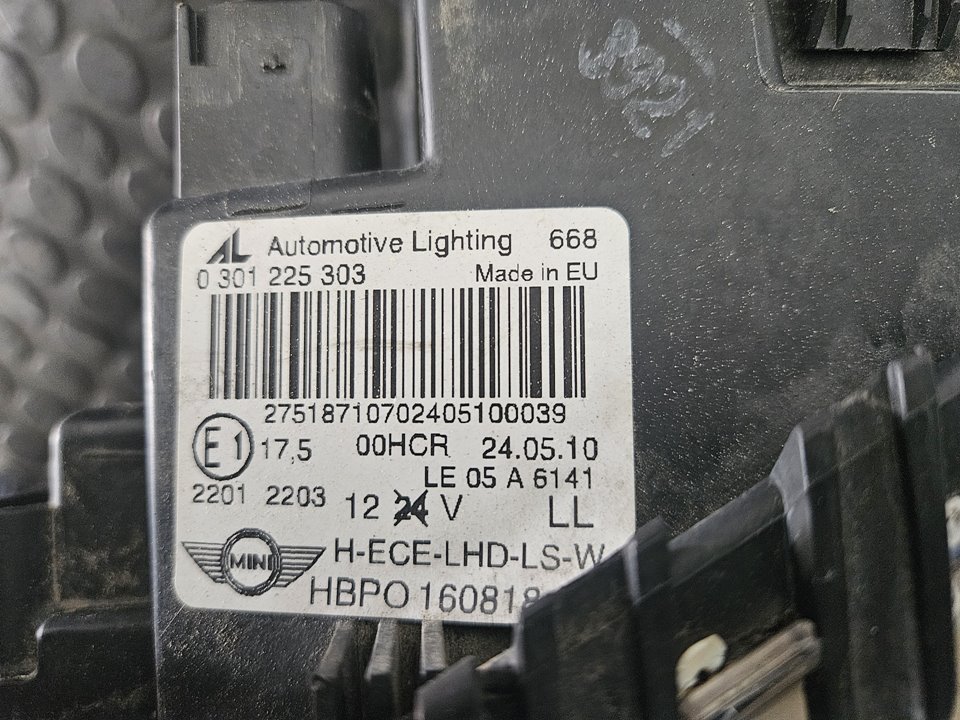 AL Automotive Lighting 668
0 301 225 303 Made in EU
27518710702405100039
E1 17,5 00HCR 24.05.10
LE 05 A 6141
2201 2203 12 24 V LL
MINI H-ECE-LHD-LS-W
HBPO 160818